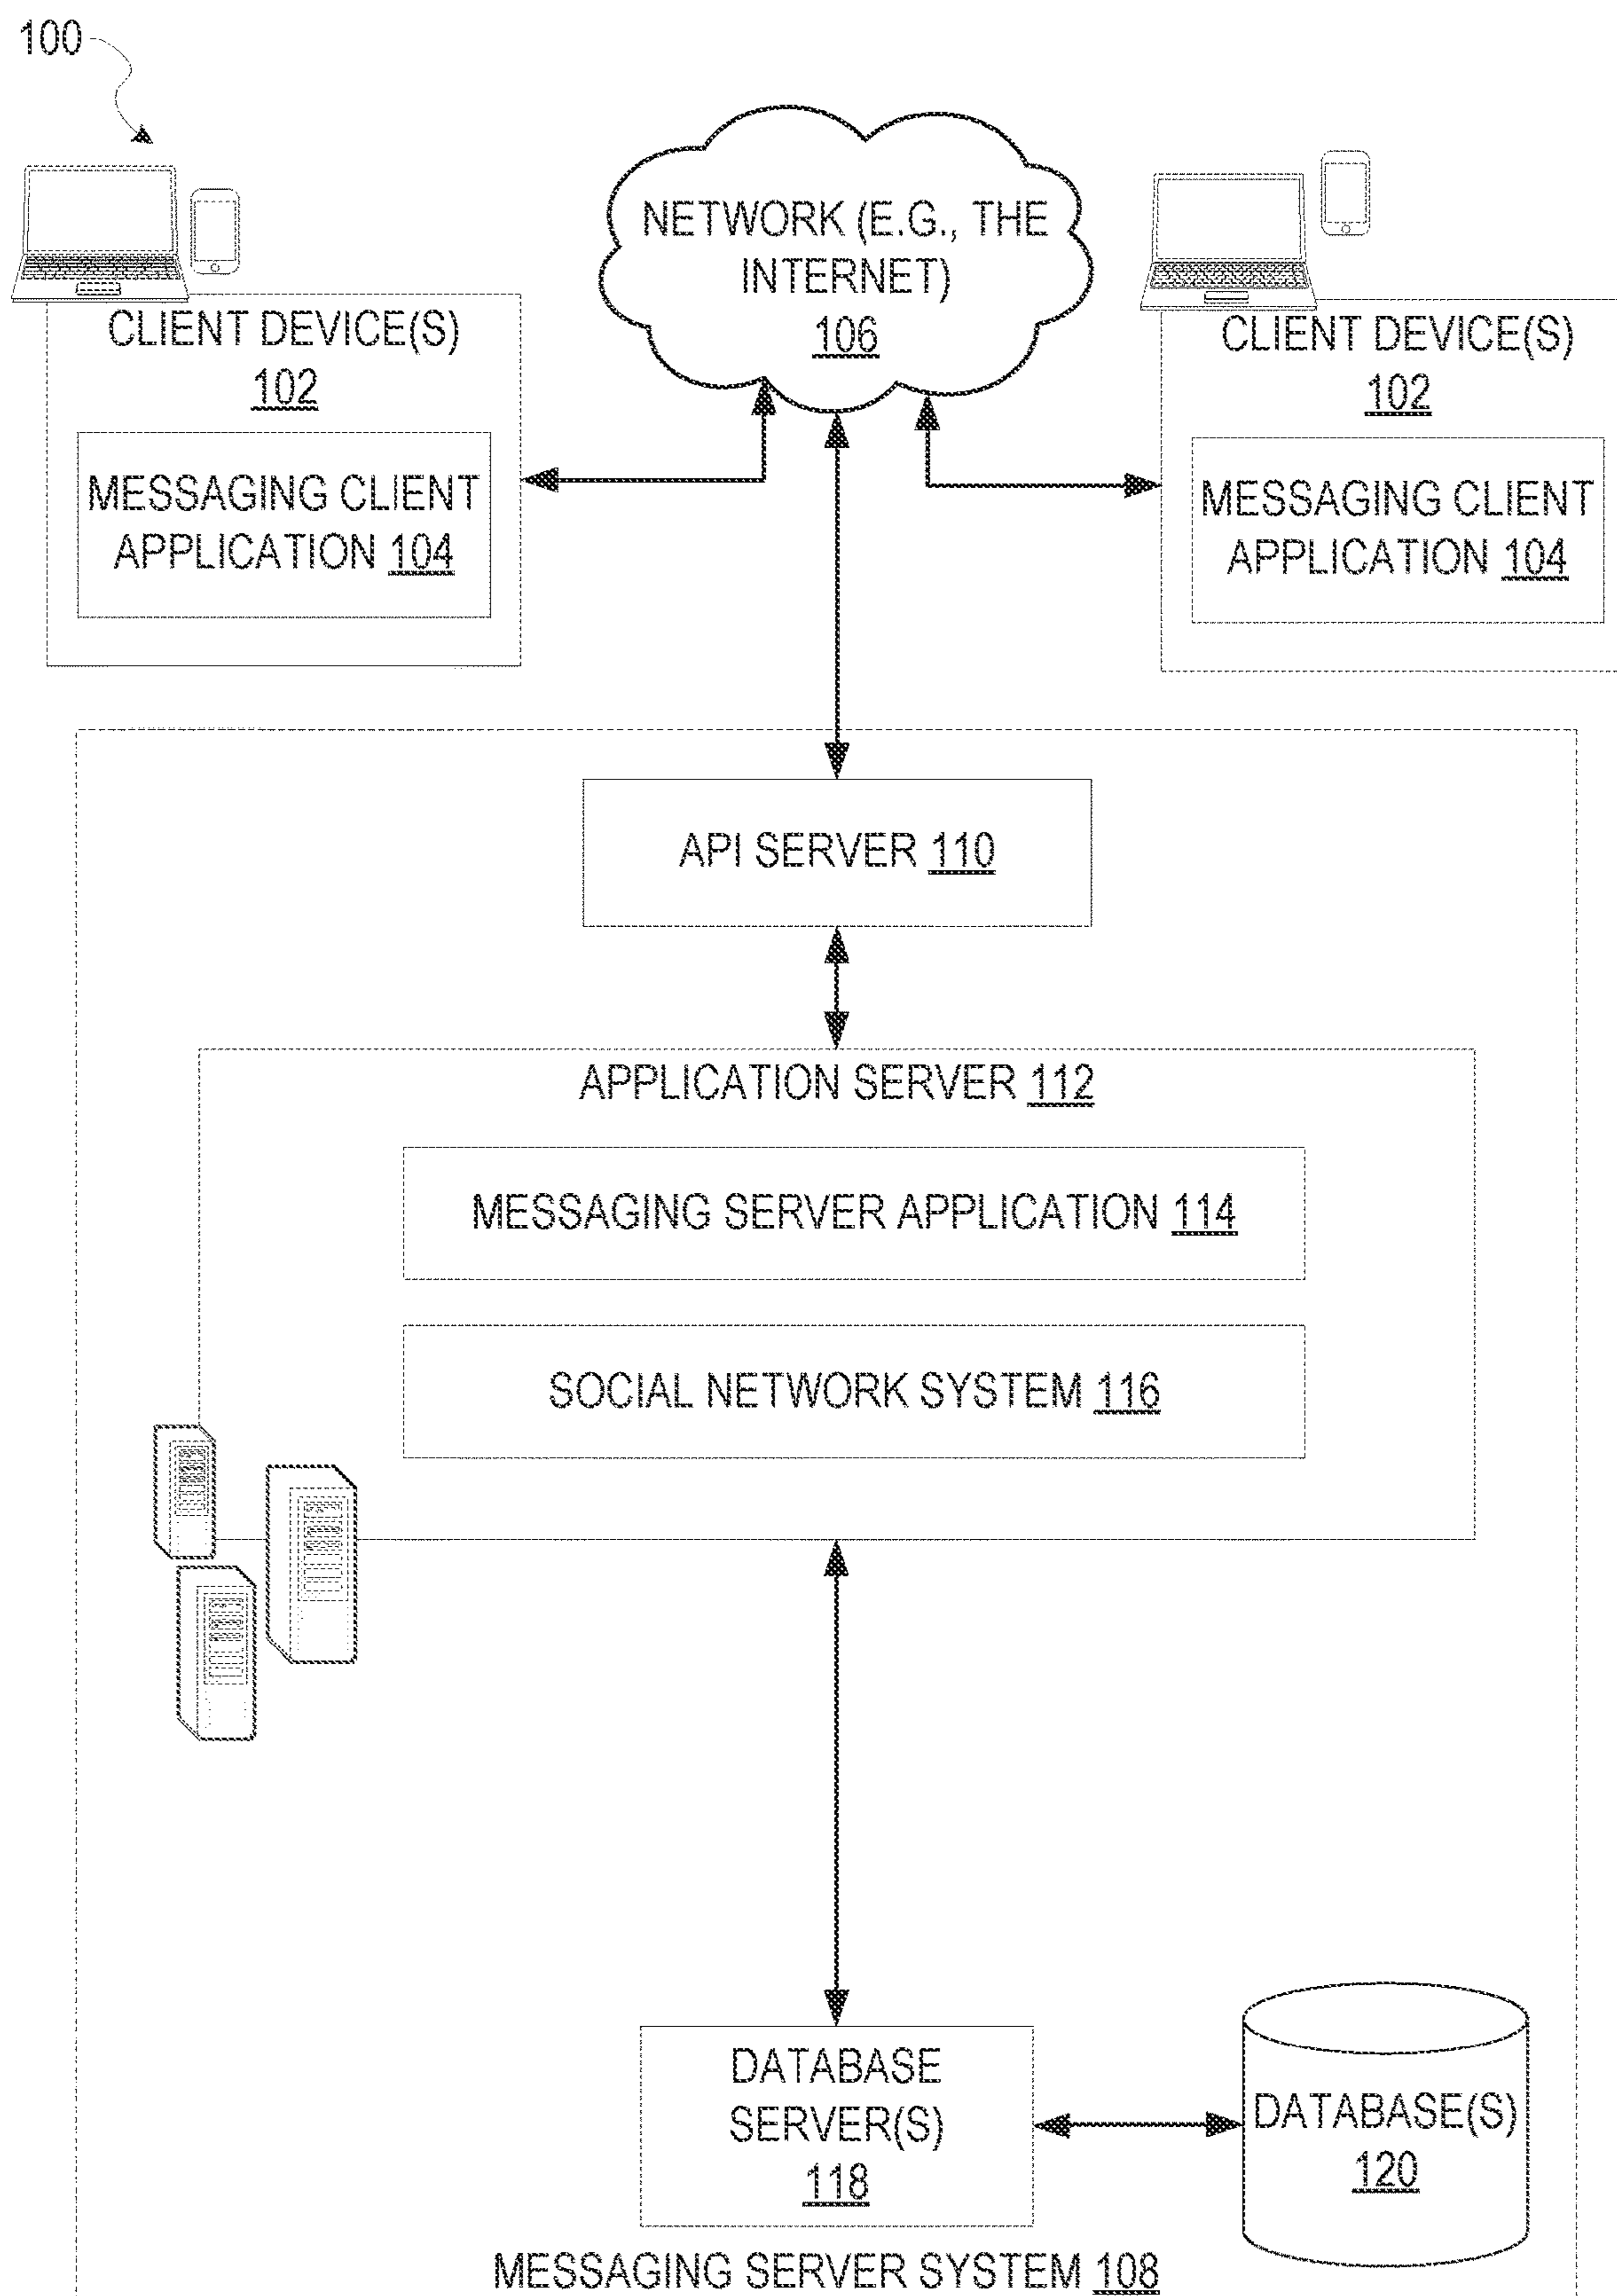 100
NETWORK (E.G., THE
INTERNET)
106
CLIENT DEVICE(S)
102
MESSAGING CLIENT
APPLICATION 104
CLIENT DEVICE(S)
102
MESSAGING CLIENT
APPLICATION 104
API SERVER 110
APPLICATION SERVER 112
MESSAGING SERVER APPLICATION 114
SOCIAL NETWORK SYSTEM 116
DATABASE
SERVER(S)
118
DATABASE(S)
120
MESSAGING SERVER SYSTEM 108